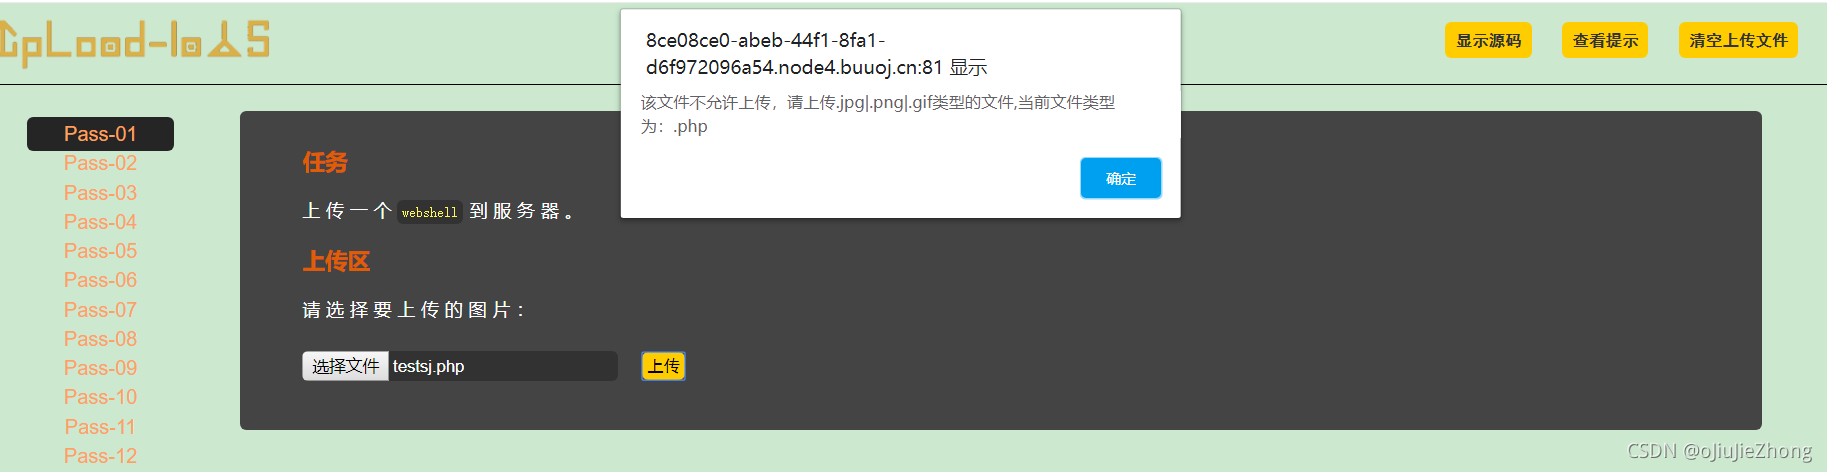 UpLoad-labs
显示源码
查看提示
清空上传文件
8ce08ce0-abeb-44f1-8fa1-
d6f972096a54.node4.buuoj.cn:81 显示
该文件不允许上传，请上传.jpg|.png|.gif类型的文件,当前文件类型
为：.php
确定
Pass-01
Pass-02
Pass-03
Pass-04
Pass-05
Pass-06
Pass-07
Pass-08
Pass-09
Pass-10
Pass-11
Pass-12
任务
上传一个 webshell 到服务器。
上传区
请选择要上传的图片：
选择文件 testsj.php
上传
CSDN @oJiuJieZhong